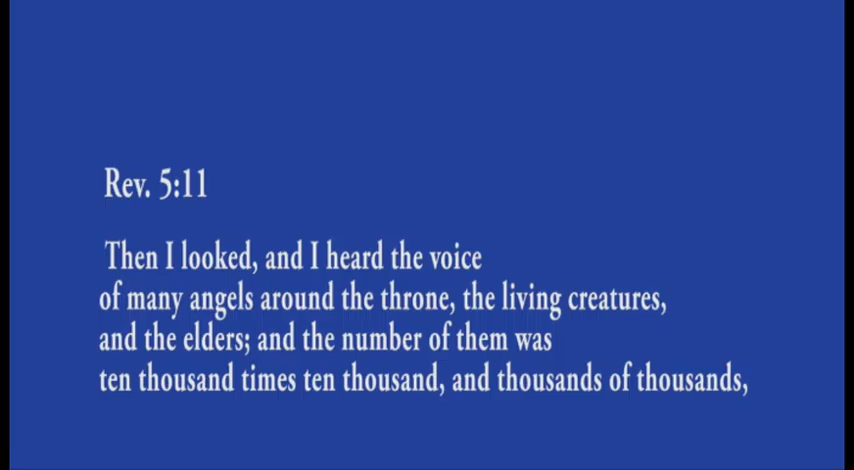 Rev. 5:11
Then I looked, and I heard the voice
of many angels around the throne, the living creatures,
and the elders; and the number of them was
ten thousand times ten thousand, and thousands of thousands,